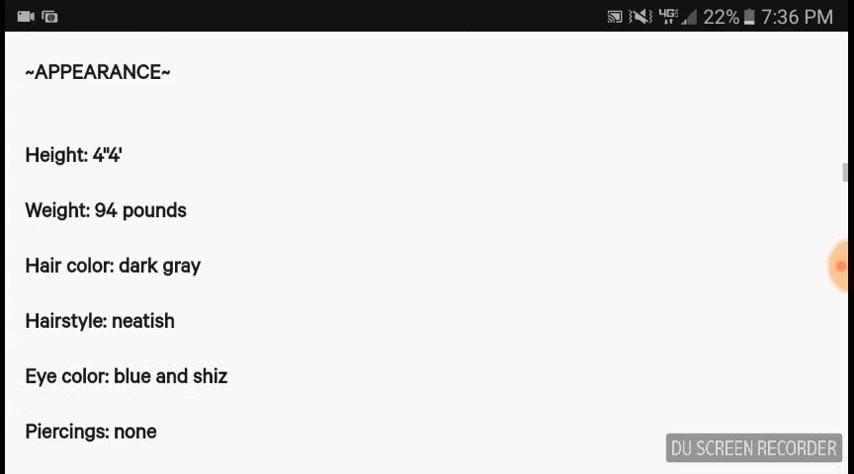 22% 7:36 PM
~APPEARANCE~
Height: 4"4'
Weight: 94 pounds
Hair color: dark gray
Hairstyle: neatish
Eye color: blue and shiz
Piercings: none
DU SCREEN RECORDER